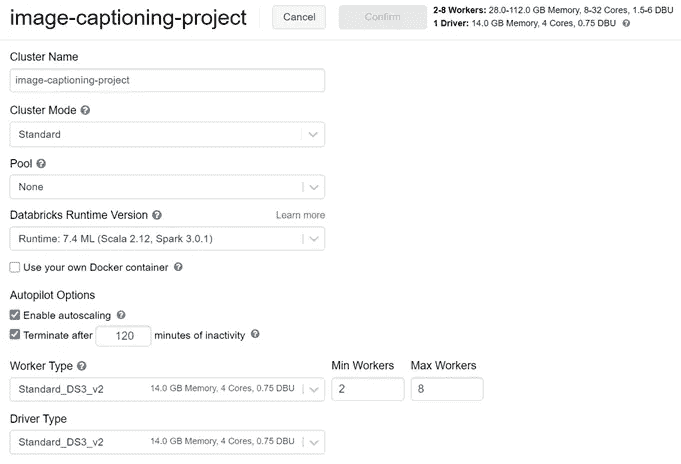 image-captioning-project
Cancel
Confirm
2-8 Workers: 28.0-112.0 GB Memory, 8-32 Cores, 1.5-6 DBU
1 Driver: 14.0 GB Memory, 4 Cores, 0.75 DBU ?
Cluster Name
image-captioning-project
Cluster Mode ?
Standard
Pool ?
None
Databricks Runtime Version ?
Learn more
Runtime: 7.4 ML (Scala 2.12, Spark 3.0.1)
Use your own Docker container ?
Autopilot Options
Enable autoscaling ?
Terminate after 120 minutes of inactivity ?
Worker Type ?
Min Workers
Max Workers
Standard_DS3_v2 14.0 GB Memory, 4 Cores, 0.75 DBU
2
8
Driver Type
Standard_DS3_v2 14.0 GB Memory, 4 Cores, 0.75 DBU